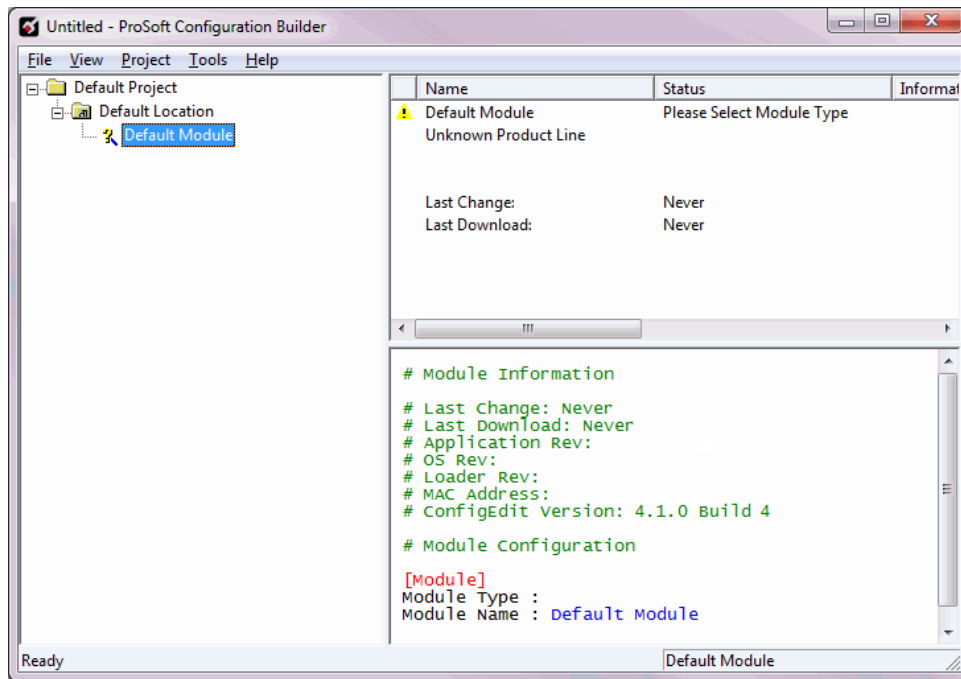 Untitled - ProSoft Configuration Builder
File View Project Tools Help
Default Project
Default Location
Default Module
Name Status Informat
Default Module Please Select Module Type
Unknown Product Line
Last Change: Never
Last Download: Never
# Module Information
# Last Change: Never
# Last Download: Never
# Application Rev:
# OS Rev:
# Loader Rev:
# MAC Address:
# ConfigEdit Version: 4.1.0 Build 4
# Module Configuration
[Module]
Module Type :
Module Name : Default Module
Ready Default Module